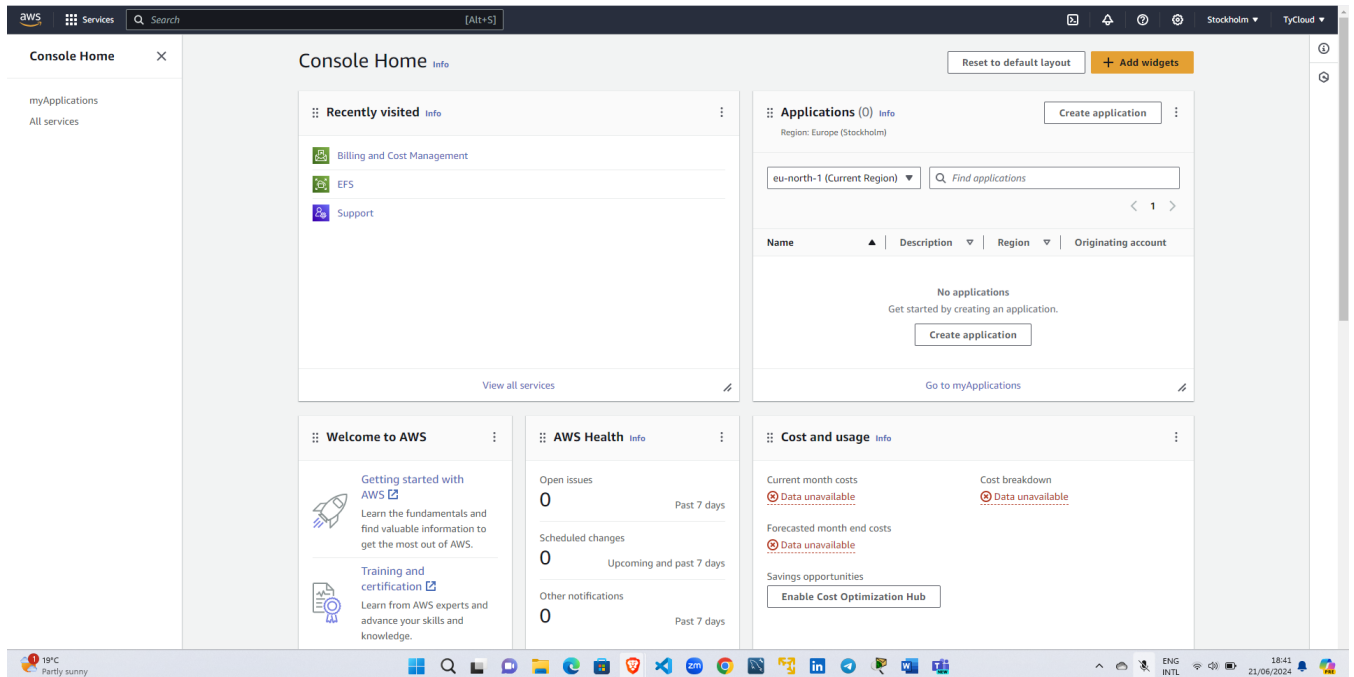 aws
Services
Search
[Alt+S]
Stockholm ▼
TyCloud ▼
Console Home
myApplications
All services
Console Home Info
Reset to default layout
+ Add widgets
Recently visited Info
Billing and Cost Management
EFS
Support
View all services
Applications (0) Info
Region: Europe (Stockholm)
Create application
eu-north-1 (Current Region) ▼
Find applications
< 1 >
Name
Description
Region
Originating account
No applications
Get started by creating an application.
Create application
Go to myApplications
Welcome to AWS
Getting started with
AWS
Learn the fundamentals and
find valuable information to
get the most out of AWS.
Training and
certification
Learn from AWS experts and
advance your skills and
knowledge.
AWS Health Info
Open issues
0
Past 7 days
Scheduled changes
0
Upcoming and past 7 days
Other notifications
0
Past 7 days
Cost and usage Info
Current month costs
Data unavailable
Cost breakdown
Data unavailable
Forecasted month end costs
Data unavailable
Savings opportunities
Enable Cost Optimization Hub
1
19°C
Partly sunny
zm
in
W
NEW
ENG
INTL
18:41
21/06/2024
PRE